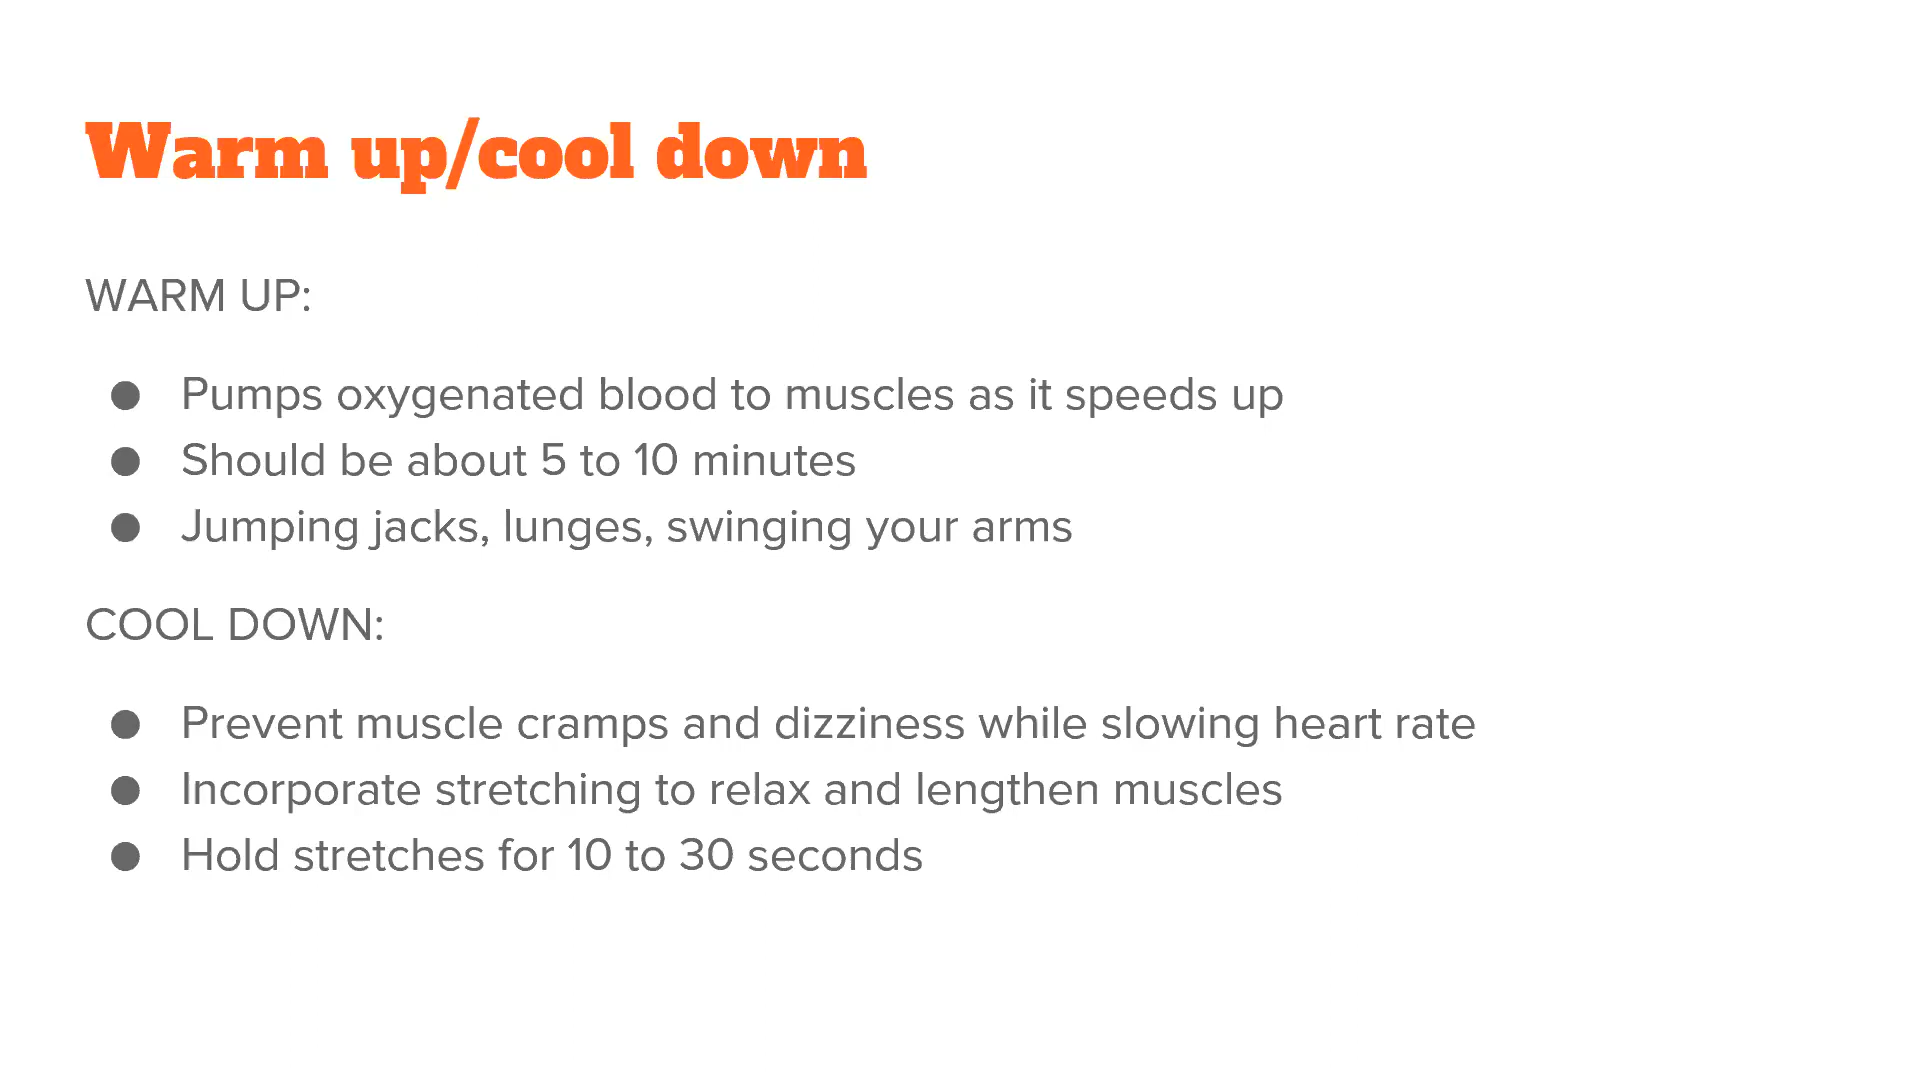 Warm up/cool down
WARM UP:
● Pumps oxygenated blood to muscles as it speeds up
● Should be about 5 to 10 minutes
● Jumping jacks, lunges, swinging your arms
COOL DOWN:
● Prevent muscle cramps and dizziness while slowing heart rate
● Incorporate stretching to relax and lengthen muscles
● Hold stretches for 10 to 30 seconds